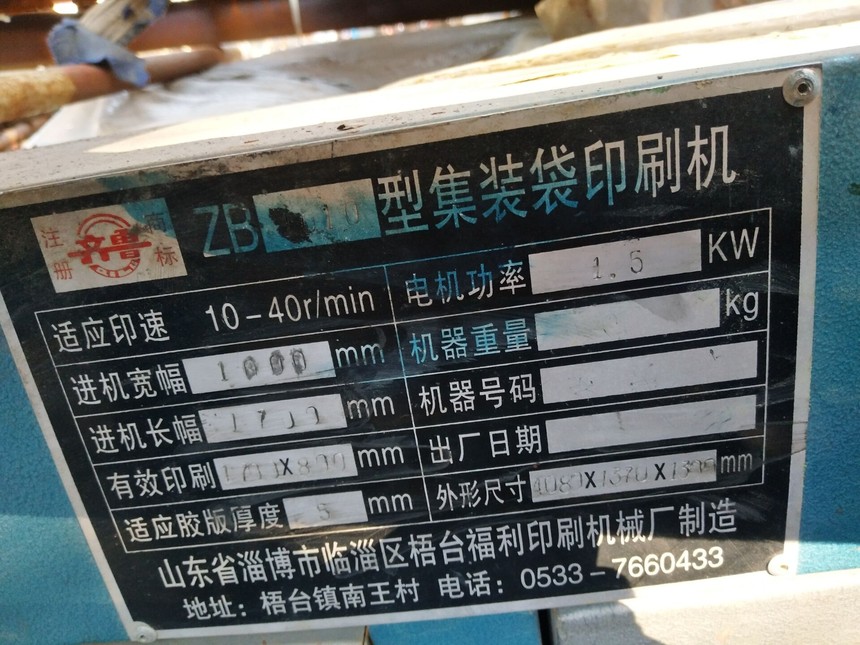 注册 齐鲁 商标
ZB 型集装袋印刷机
适应印速 10-40r/min 电机功率 1.5 KW
进机宽幅 1000 mm 机器重量 kg
进机长幅 1700 mm 机器号码
有效印刷 mm 出厂日期
适应胶版厚度 5 mm 外形尺寸 mm
山东省淄博市临淄区梧台福利印刷机械厂制造
地址：梧台镇南王村 电话：0533-7660433